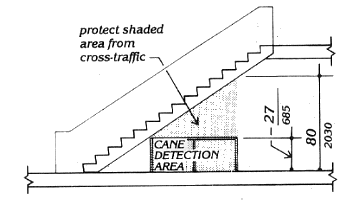 protect shaded
area from
cross-traffic
27
685
80
2030
CANE
DETECTION
AREA